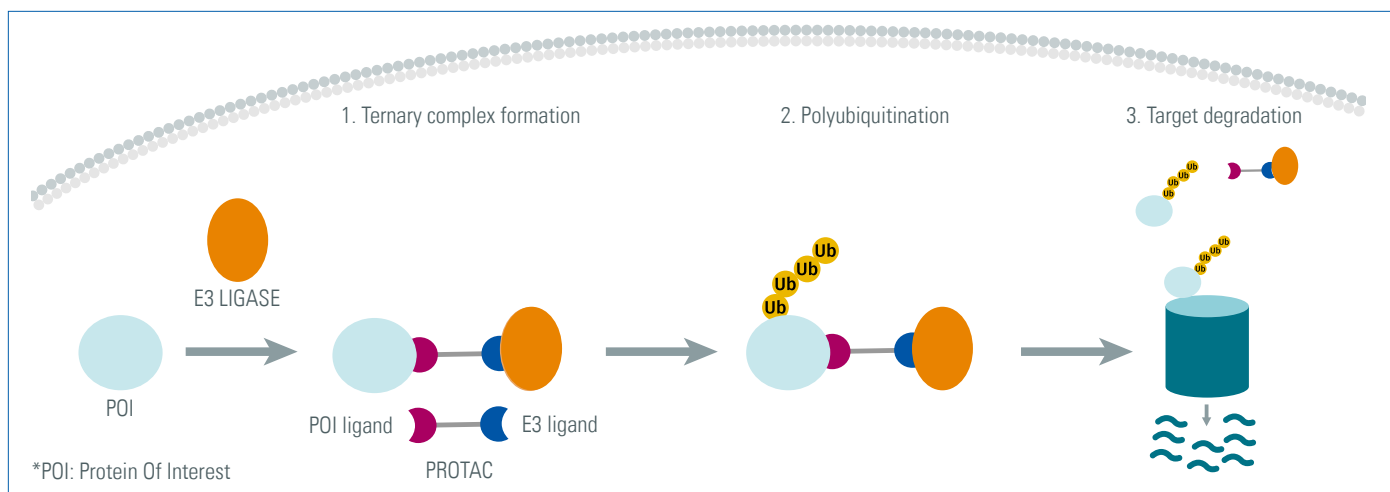 1. Ternary complex formation
2. Polyubiquitination
3. Target degradation
Ub
Ub
Ub
Ub
Ub
Ub
Ub
Ub
E3 LIGASE
Ub
Ub
Ub
Ub
POI
POI ligand
E3 ligand
PROTAC
*POI: Protein Of Interest